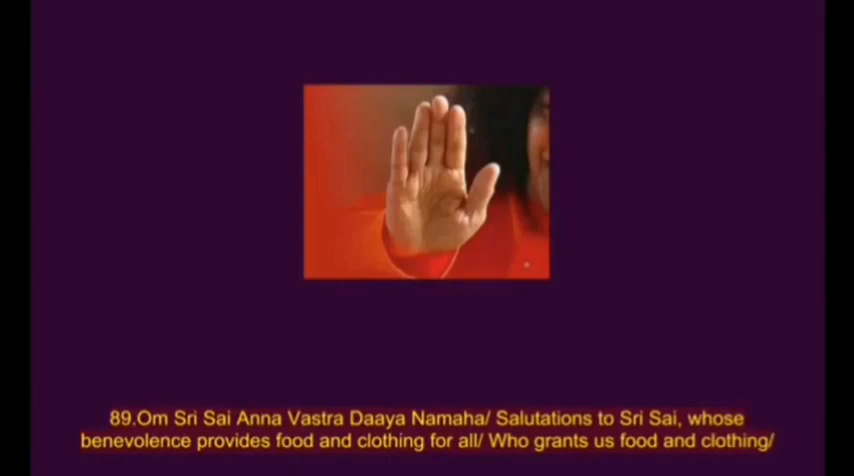 89.Om Sri Sai Anna Vastra Daaya Namaha/ Salutations to Sri Sai, whose
benevolence provides food and clothing for all/ Who grants us food and clothing/